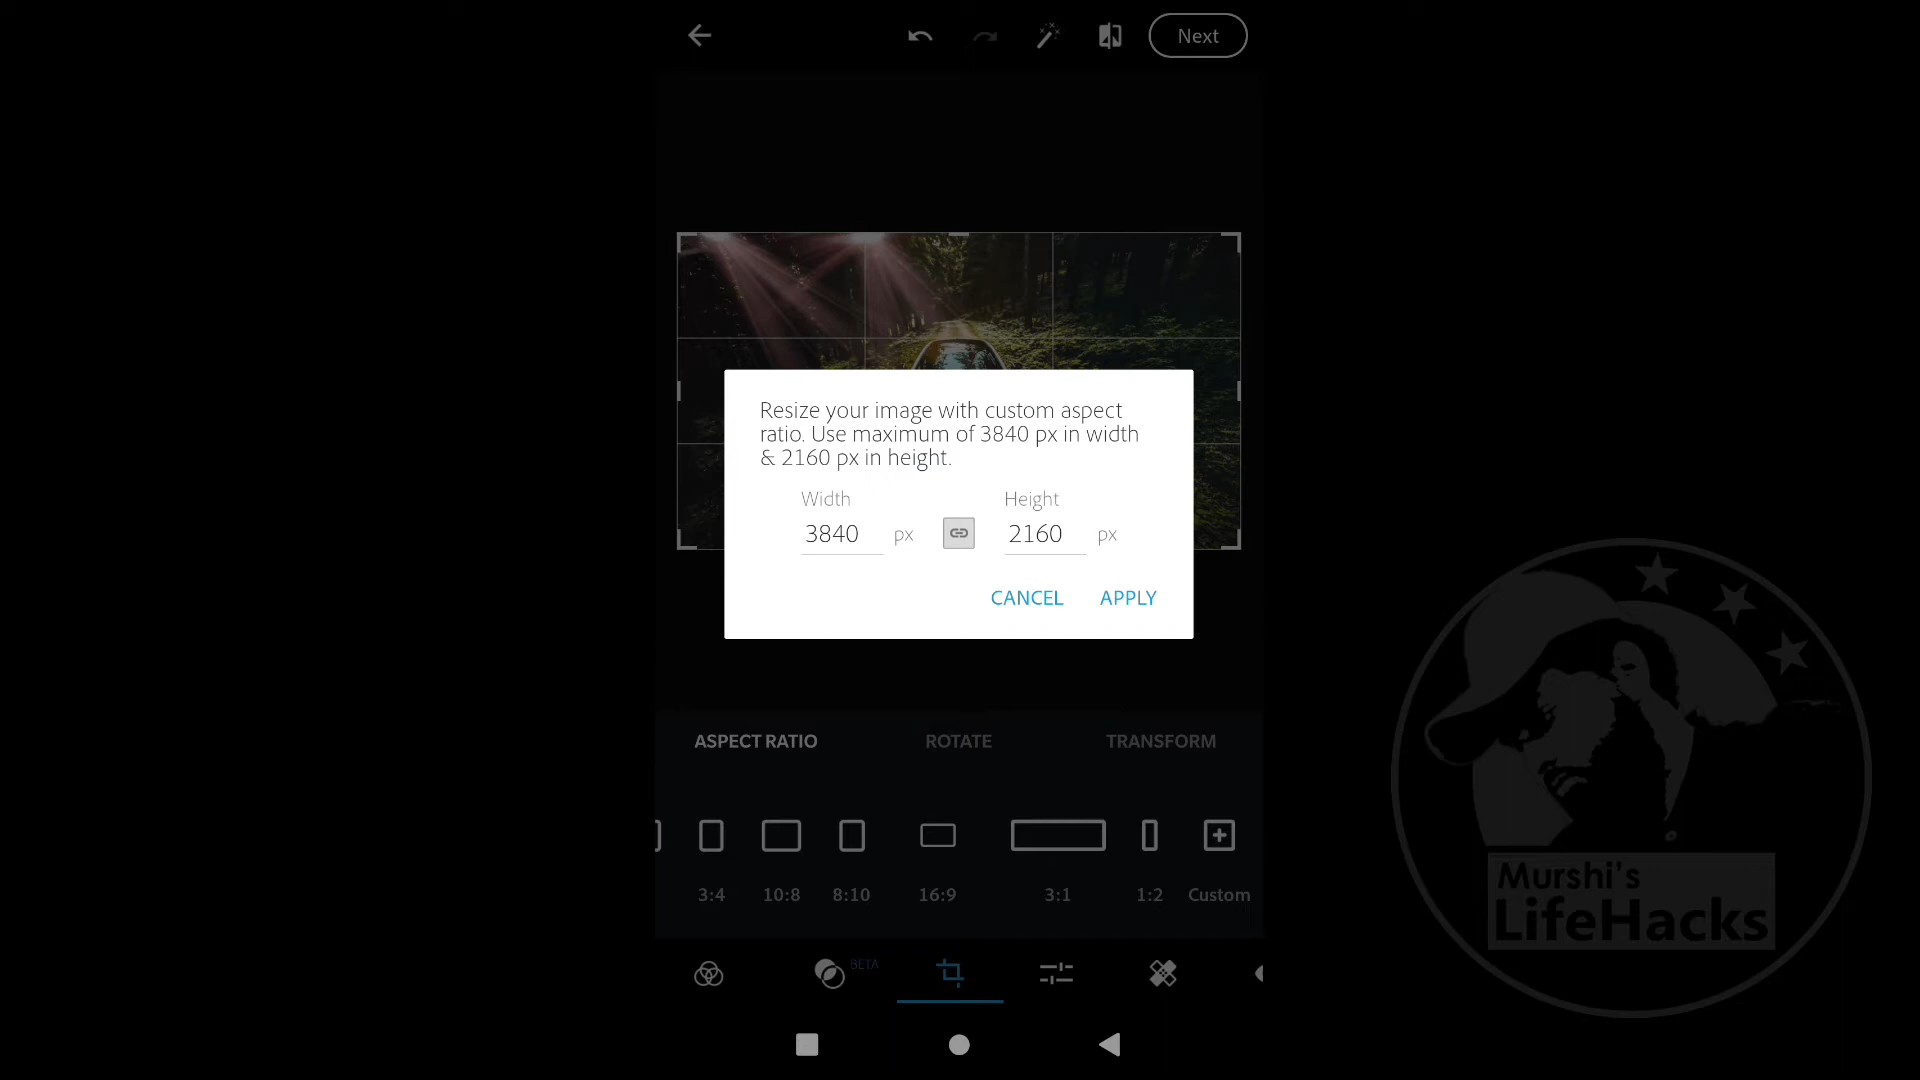 Next
Resize your image with custom aspect
ratio. Use maximum of 3840 px in width
& 2160 px in height.
Width Height
3840 px 2160 px
CANCEL APPLY
ASPECT RATIO ROTATE TRANSFORM
3:4 10:8 8:10 16:9 3:1 1:2 Custom
BETA
Murshi's
LifeHacks